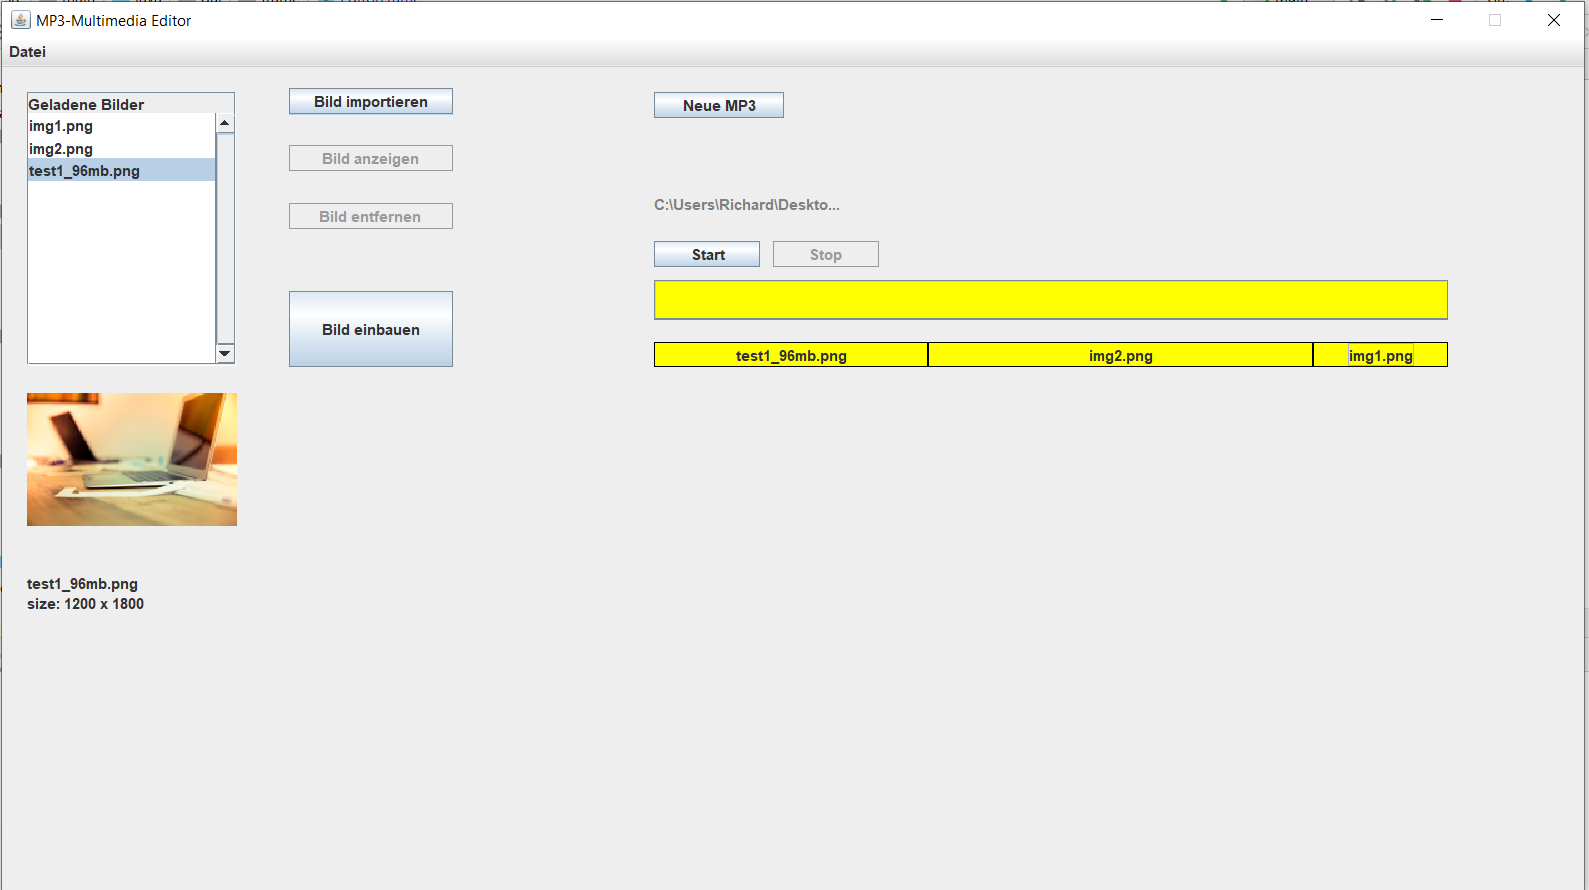 MP3-Multimedia Editor
Datei
Geladene Bilder
img1.png
img2.png
test1_96mb.png
Bild importieren
Bild anzeigen
Bild entfernen
Bild einbauen
Neue MP3
C:\Users\Richard\Deskto...
Start
Stop
test1_96mb.png
img2.png
img1.png
test1_96mb.png
size: 1200 x 1800